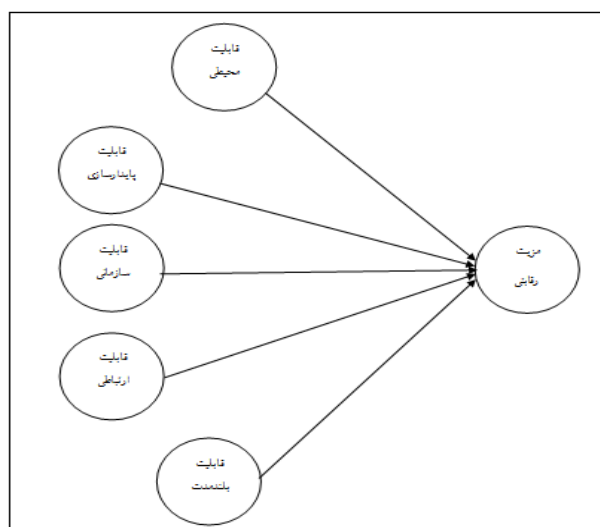 قابلیت
محیطی
قابلیت
پایدارسازی
قابلیت
سازمانی
قابلیت
ارتباطی
قابلیت
بلندمدت
مزیت
رقابتی